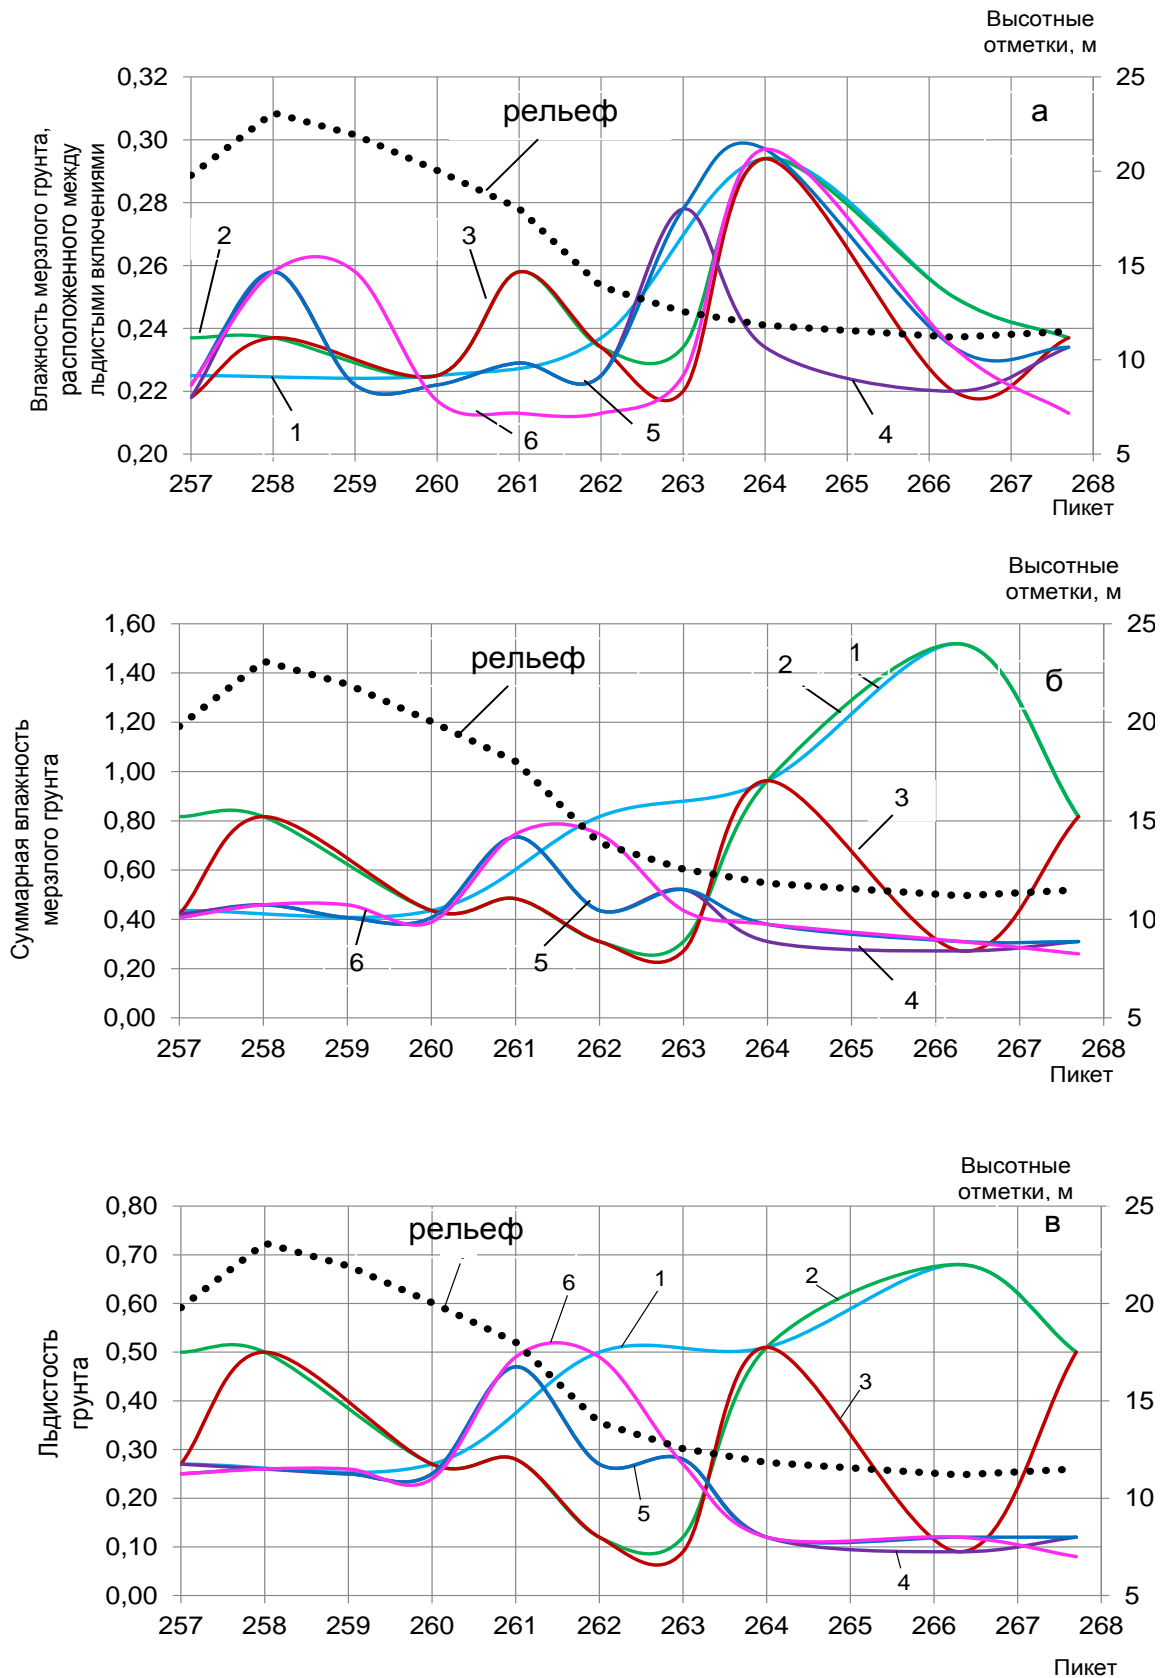 Высотные
отметки, м
Влажность мерзлого грунта,
расположенного между
льдистыми включениями
0,32
0,30
0,28
0,26
0,24
0,22
0,20
25
20
15
10
5
рельеф
а
2
3
1
6
5
4
257 258 259 260 261 262 263 264 265 266 267 268
Пикет
Высотные
отметки, м
Суммарная влажность
мерзлого грунта
1,60
1,40
1,20
1,00
0,80
0,60
0,40
0,20
0,00
25
20
15
10
5
рельеф
б
2
1
3
6
5
4
257 258 259 260 261 262 263 264 265 266 267 268
Пикет
Высотные
отметки, м
Льдистость
грунта
0,80
0,70
0,60
0,50
0,40
0,30
0,20
0,10
0,00
25
20
15
10
5
рельеф
в
6
1
2
3
5
4
257 258 259 260 261 262 263 264 265 266 267 268
Пикет